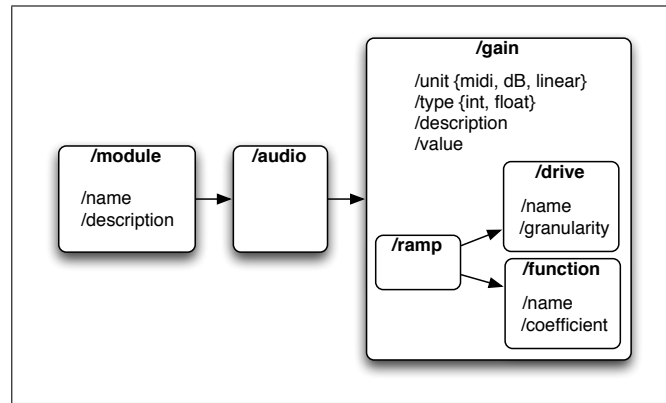 /module
/name
/description
/audio
/gain
/unit {midi, dB, linear}
/type {int, float}
/description
/value
/ramp
/drive
/name
/granularity
/function
/name
/coefficient